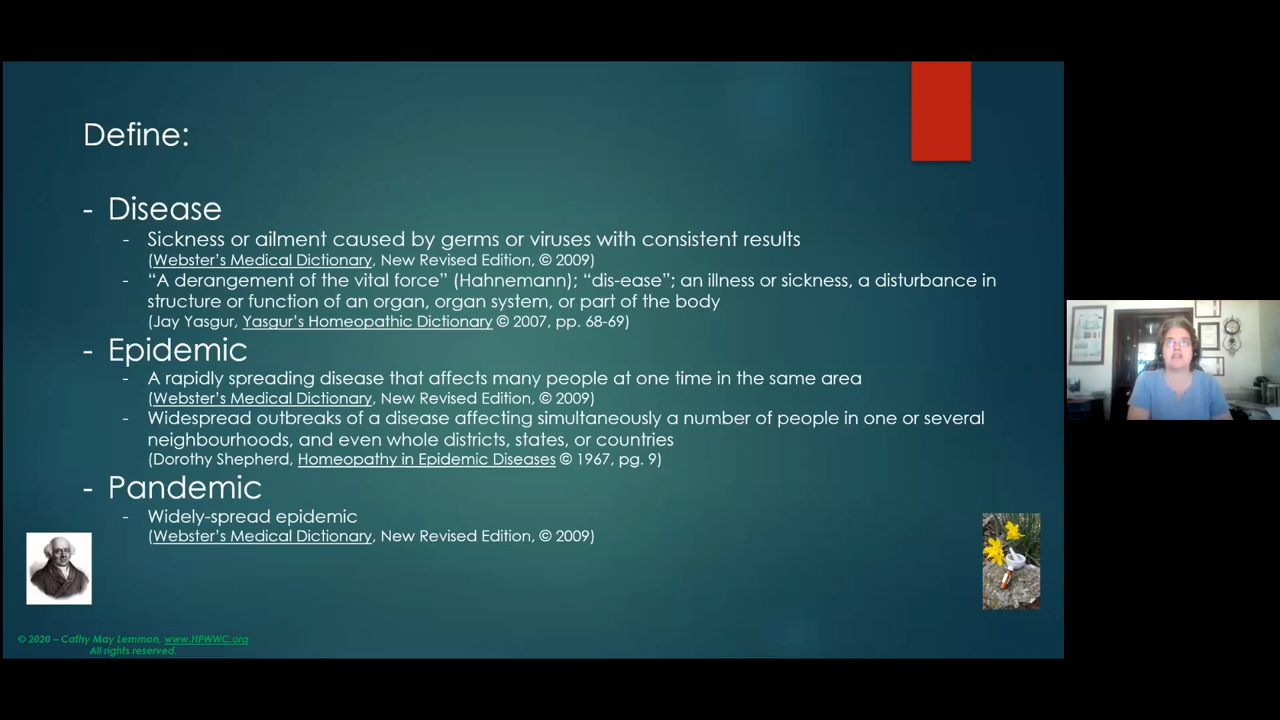 Define:
- Disease
- Sickness or ailment caused by germs or viruses with consistent results
(Webster's Medical Dictionary, New Revised Edition, © 2009)
- “A derangement of the vital force” (Hahnemann); “dis-ease”; an illness or sickness, a disturbance in
structure or function of an organ, organ system, or part of the body
(Jay Yasgur, Yasgur's Homeopathic Dictionary © 2007, pp. 68-69)
- Epidemic
- A rapidly spreading disease that affects many people at one time in the same area
(Webster's Medical Dictionary, New Revised Edition, © 2009)
- Widespread outbreaks of a disease affecting simultaneously a number of people in one or several
neighbourhoods, and even whole districts, states, or countries
(Dorothy Shepherd, Homeopathy in Epidemic Diseases © 1967, pg. 9)
- Pandemic
- Widely-spread epidemic
(Webster's Medical Dictionary, New Revised Edition, © 2009)
© 2020 – Cathy May Lemmon, www.HPWWC.org
All rights reserved.